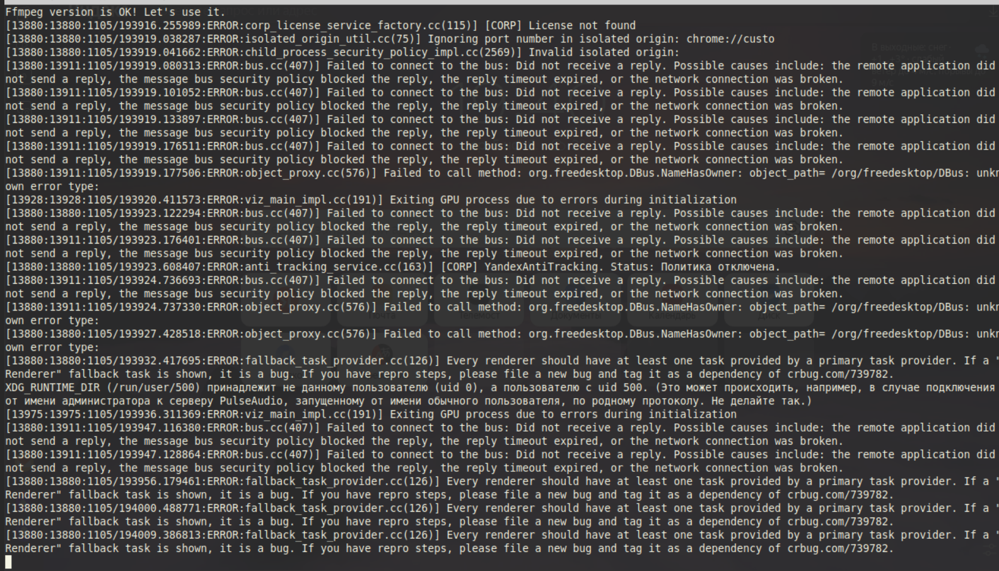 Ffmpeg version is OK! Let's use it.
[13880:13880:1105/193916.255989:ERROR:corp_license_service_factory.cc(115)] [CORP] License not found
[13880:13880:1105/193919.038287:ERROR:isolated_origin_util.cc(75)] Ignoring port number in isolated origin: chrome://custo
[13880:13880:1105/193919.041662:ERROR:child_process_security_policy_impl.cc(2569)] Invalid isolated origin:
[13880:13911:1105/193919.080313:ERROR:bus.cc(407)] Failed to connect to the bus: Did not receive a reply. Possible causes include: the remote application did
not send a reply, the message bus security policy blocked the reply, the reply timeout expired, or the network connection was broken.
[13880:13911:1105/193919.101052:ERROR:bus.cc(407)] Failed to connect to the bus: Did not receive a reply. Possible causes include: the remote application did
not send a reply, the message bus security policy blocked the reply, the reply timeout expired, or the network connection was broken.
[13880:13911:1105/193919.133897:ERROR:bus.cc(407)] Failed to connect to the bus: Did not receive a reply. Possible causes include: the remote application did
not send a reply, the message bus security policy blocked the reply, the reply timeout expired, or the network connection was broken.
[13880:13911:1105/193919.176511:ERROR:bus.cc(407)] Failed to connect to the bus: Did not receive a reply. Possible causes include: the remote application did
not send a reply, the message bus security policy blocked the reply, the reply timeout expired, or the network connection was broken.
[13880:13911:1105/193919.177506:ERROR:object_proxy.cc(576)] Failed to call method: org.freedesktop.DBus.NameHasOwner: object_path= /org/freedesktop/DBus: unkn
own error type:
[13928:13928:1105/193920.411573:ERROR:viz_main_impl.cc(191)] Exiting GPU process due to errors during initialization
[13880:13880:1105/193923.122294:ERROR:bus.cc(407)] Failed to connect to the bus: Did not receive a reply. Possible causes include: the remote application did
not send a reply, the message bus security policy blocked the reply, the reply timeout expired, or the network connection was broken.
[13880:13911:1105/193923.176401:ERROR:bus.cc(407)] Failed to connect to the bus: Did not receive a reply. Possible causes include: the remote application did
not send a reply, the message bus security policy blocked the reply, the reply timeout expired, or the network connection was broken.
[13880:13880:1105/193923.608407:ERROR:anti_tracking_service.cc(163)] [CORP] YandexAntiTracking. Status: Политика отключена.
[13880:13911:1105/193924.736693:ERROR:bus.cc(407)] Failed to connect to the bus: Did not receive a reply. Possible causes include: the remote application did
not send a reply, the message bus security policy blocked the reply, the reply timeout expired, or the network connection was broken.
[13880:13911:1105/193924.737330:ERROR:object_proxy.cc(576)] Failed to call method: org.freedesktop.DBus.NameHasOwner: object_path= /org/freedesktop/DBus: unkn
own error type:
[13880:13880:1105/193927.428518:ERROR:object_proxy.cc(576)] Failed to call method: org.freedesktop.DBus.NameHasOwner: object_path= /org/freedesktop/DBus: unkn
own error type:
[13880:13880:1105/193932.417695:ERROR:fallback_task_provider.cc(126)] Every renderer should have at least one task provided by a primary task provider. If a "
Renderer" fallback task is shown, it is a bug. If you have repro steps, please file a new bug and tag it as a dependency of crbug.com/739782.
XDG_RUNTIME_DIR (/run/user/500) принадлежит не данному пользователю (uid 0), а пользователю с uid 500. (Это может происходить, например, в случае подключения
от имени администратора к серверу PulseAudio, запущенному от имени обычного пользователя, по родному протоколу. Не делайте так.)
[13975:13975:1105/193936.311369:ERROR:viz_main_impl.cc(191)] Exiting GPU process due to errors during initialization
[13880:13911:1105/193947.116380:ERROR:bus.cc(407)] Failed to connect to the bus: Did not receive a reply. Possible causes include: the remote application did
not send a reply, the message bus security policy blocked the reply, the reply timeout expired, or the network connection was broken.
[13880:13911:1105/193947.128864:ERROR:bus.cc(407)] Failed to connect to the bus: Did not receive a reply. Possible causes include: the remote application did
not send a reply, the message bus security policy blocked the reply, the reply timeout expired, or the network connection was broken.
[13880:13880:1105/193956.179461:ERROR:fallback_task_provider.cc(126)] Every renderer should have at least one task provided by a primary task provider. If a "
Renderer" fallback task is shown, it is a bug. If you have repro steps, please file a new bug and tag it as a dependency of crbug.com/739782.
[13880:13880:1105/194000.488771:ERROR:fallback_task_provider.cc(126)] Every renderer should have at least one task provided by a primary task provider. If a "
Renderer" fallback task is shown, it is a bug. If you have repro steps, please file a new bug and tag it as a dependency of crbug.com/739782.
[13880:13880:1105/194009.386813:ERROR:fallback_task_provider.cc(126)] Every renderer should have at least one task provided by a primary task provider. If a "
Renderer" fallback task is shown, it is a bug. If you have repro steps, please file a new bug and tag it as a dependency of crbug.com/739782.